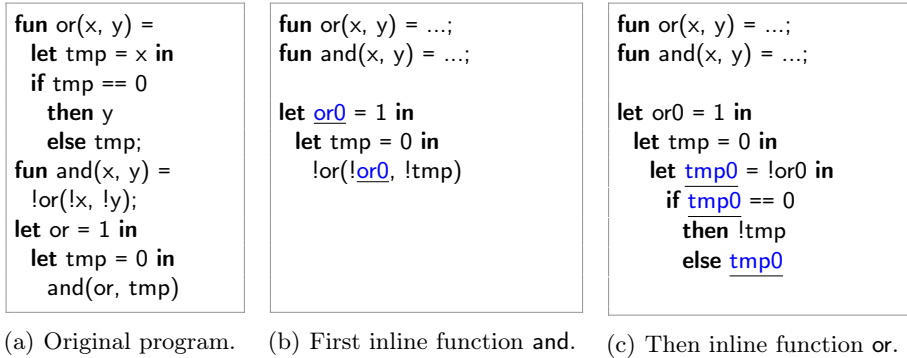 fun or(x, y) =
let tmp = x in
if tmp == 0
then y
else tmp;
fun and(x, y) =
!or(!x, !y);
let or = 1 in
let tmp = 0 in
and(or, tmp)
(a) Original program.
fun or(x, y) = ...;
fun and(x, y) = ...;
let or0 = 1 in
let tmp = 0 in
!or(!or0, !tmp)
(b) First inline function and.
fun or(x, y) = ...;
fun and(x, y) = ...;
let or0 = 1 in
let tmp = 0 in
let tmp0 = !or0 in
if tmp0 == 0
then !tmp
else tmp0
(c) Then inline function or.